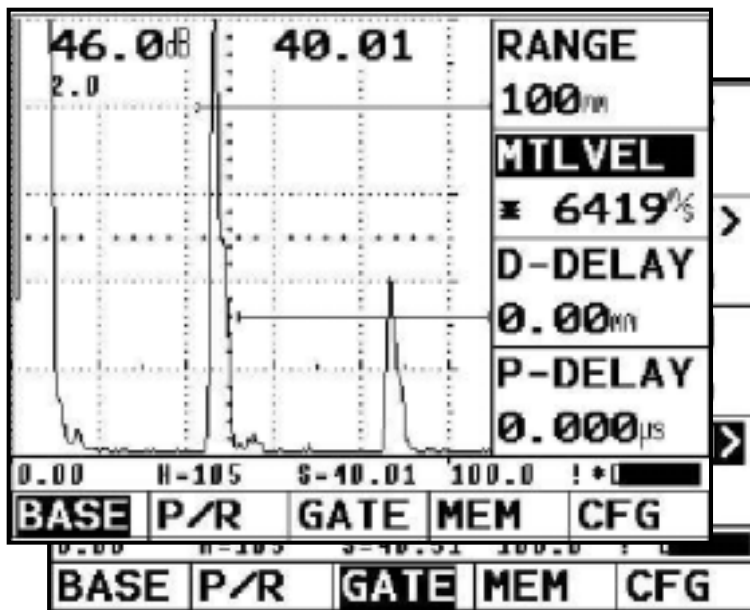 46.0dB 40.01
2.0
RANGE
100mm
MTLVEL
6419m/s
D-DELAY
0.00mm
P-DELAY
0.000µs
0.00 H-105 S-40.01 100.0 ! *
BASE P/R GATE MEM CFG
BASE P/R GATE MEM CFG